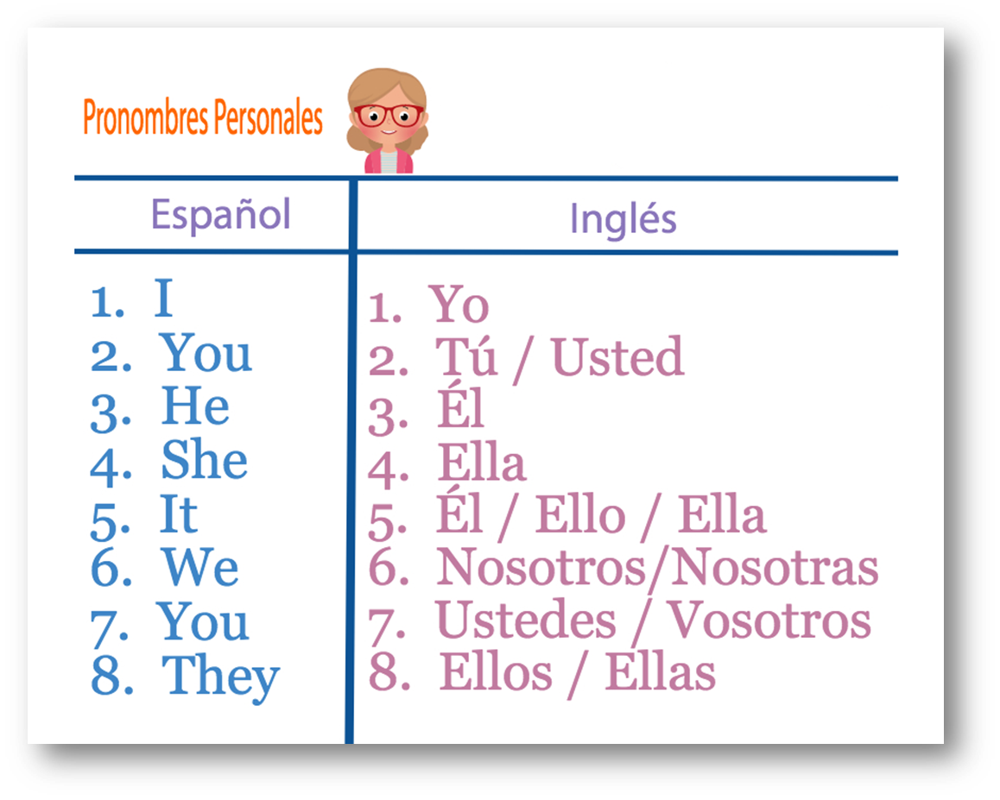 Pronombres Personales
Español
Inglés
1. I
2. You
3. He
4. She
5. It
6. We
7. You
8. They
1. Yo
2. Tú / Usted
3. Él
4. Ella
5. Él / Ello / Ella
6. Nosotros/Nosotras
7. Ustedes / Vosotros
8. Ellos / Ellas